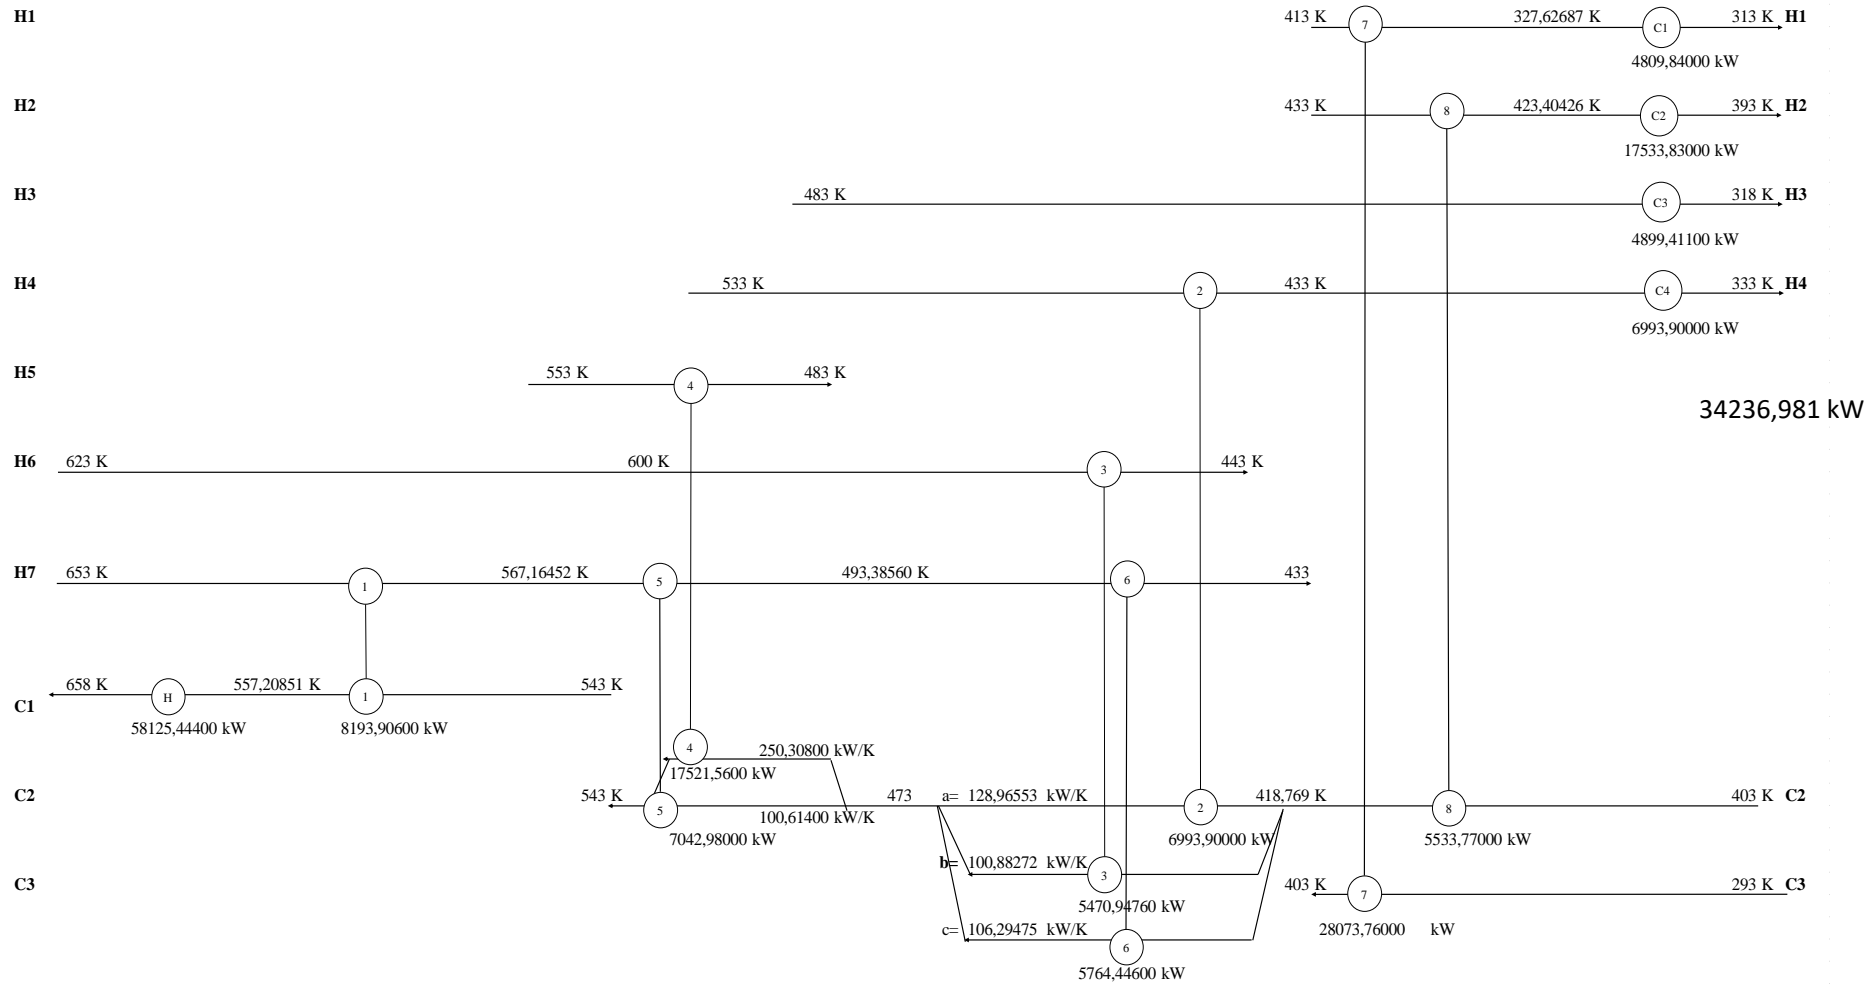 H1
413 K
7
327,62687 K
C1
313 K
H1
4809,84000 kW
H2
433 K
8
423,40426 K
C2
393 K
H2
17533,83000 kW
H3
483 K
C3
318 K
H3
4899,41100 kW
H4
533 K
2
433 K
C4
333 K
H4
6993,90000 kW
H5
553 K
4
483 K
34236,981 kW
H6
623 K
600 K
3
443 K
H7
653 K
1
567,16452 K
5
493,38560 K
6
433
C1
658 K
H
557,20851 K
1
543 K
58125,44400 kW
8193,90600 kW
4
250,30800 kW/K
17521,5600 kW
C2
543 K
5
473
a= 128,96553 kW/K
2
418,769 K
8
403 K
C2
100,61400 kW/K
7042,98000 kW
6993,90000 kW
5533,77000 kW
b= 100,88272 kW/K
3
5470,94760 kW
C3
403 K
7
293 K
C3
28073,76000 kW
c= 106,29475 kW/K
6
5764,44600 kW